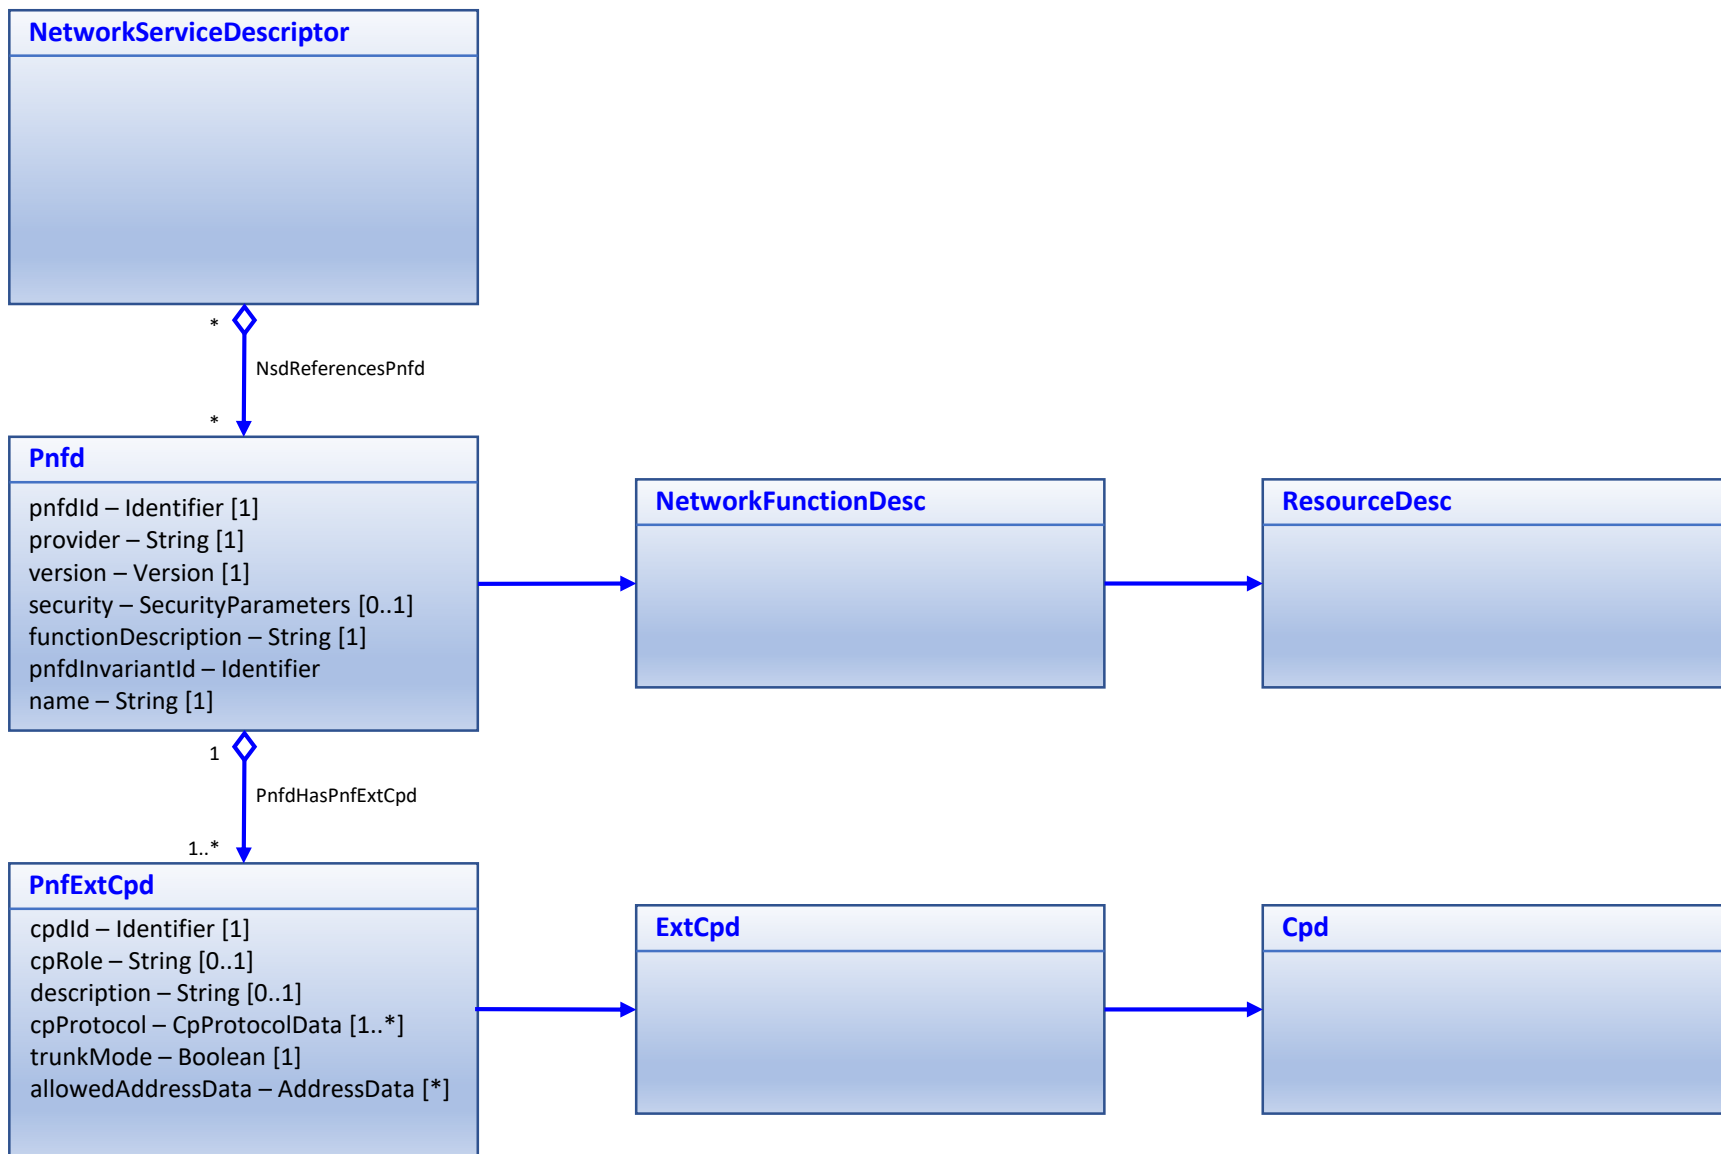 NetworkServiceDescriptor
*
NsdReferencesPnfd
*
Pnfd
pnfdId – Identifier [1]
provider – String [1]
version – Version [1]
security – SecurityParameters [0..1]
functionDescription – String [1]
pnfdInvariantId – Identifier
name – String [1]
NetworkFunctionDesc
ResourceDesc
1
PnfdHasPnfExtCpd
1..*
PnfExtCpd
cpdId – Identifier [1]
cpRole – String [0..1]
description – String [0..1]
cpProtocol – CpProtocolData [1..*]
trunkMode – Boolean [1]
allowedAddressData – AddressData [*]
ExtCpd
Cpd